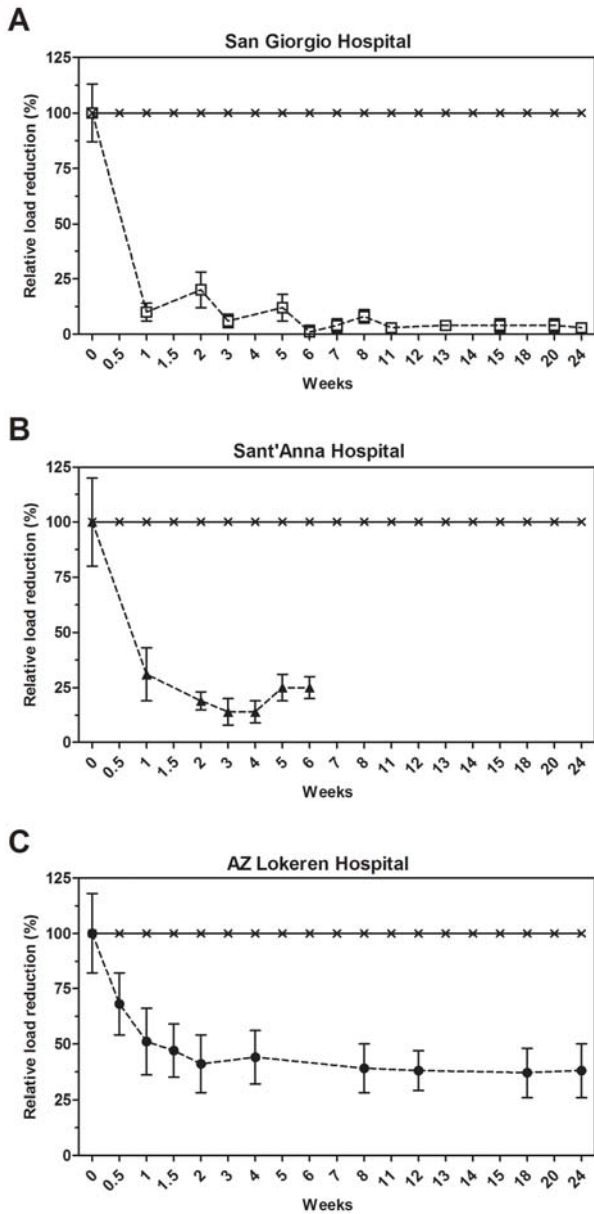 A
San Giorgio Hospital
Relative load reduction (%)
125
100
75
50
25
0
0 0.5 1 1.5 2 3 4 5 6 7 8 11 12 13 14 15 18 20 24
Weeks
B
Sant'Anna Hospital
Relative load reduction (%)
125
100
75
50
25
0
0 0.5 1 1.5 2 3 4 5 6 7 8 11 12 13 14 15 18 20 24
Weeks
C
AZ Lokeren Hospital
Relative load reduction (%)
125
100
75
50
25
0
0 0.5 1 1.5 2 3 4 5 6 7 8 11 12 13 14 15 18 20 24
Weeks